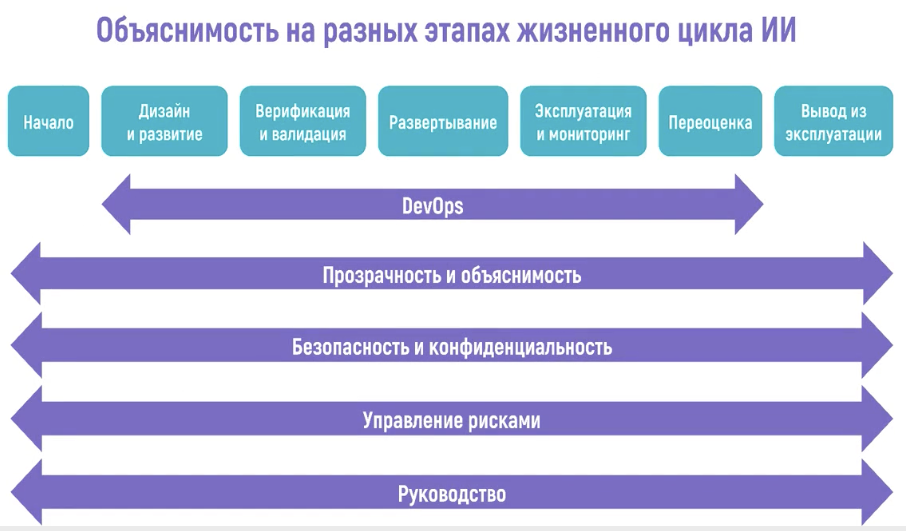 Объяснимость на разных этапах жизненного цикла ИИ
Начало
Дизайн
и развитие
Верификация
и валидация
Развертывание
Эксплуатация
и мониторинг
Переоценка
Вывод из
эксплуатации
DevOps
Прозрачность и объяснимость
Безопасность и конфиденциальность
Управление рисками
Руководство